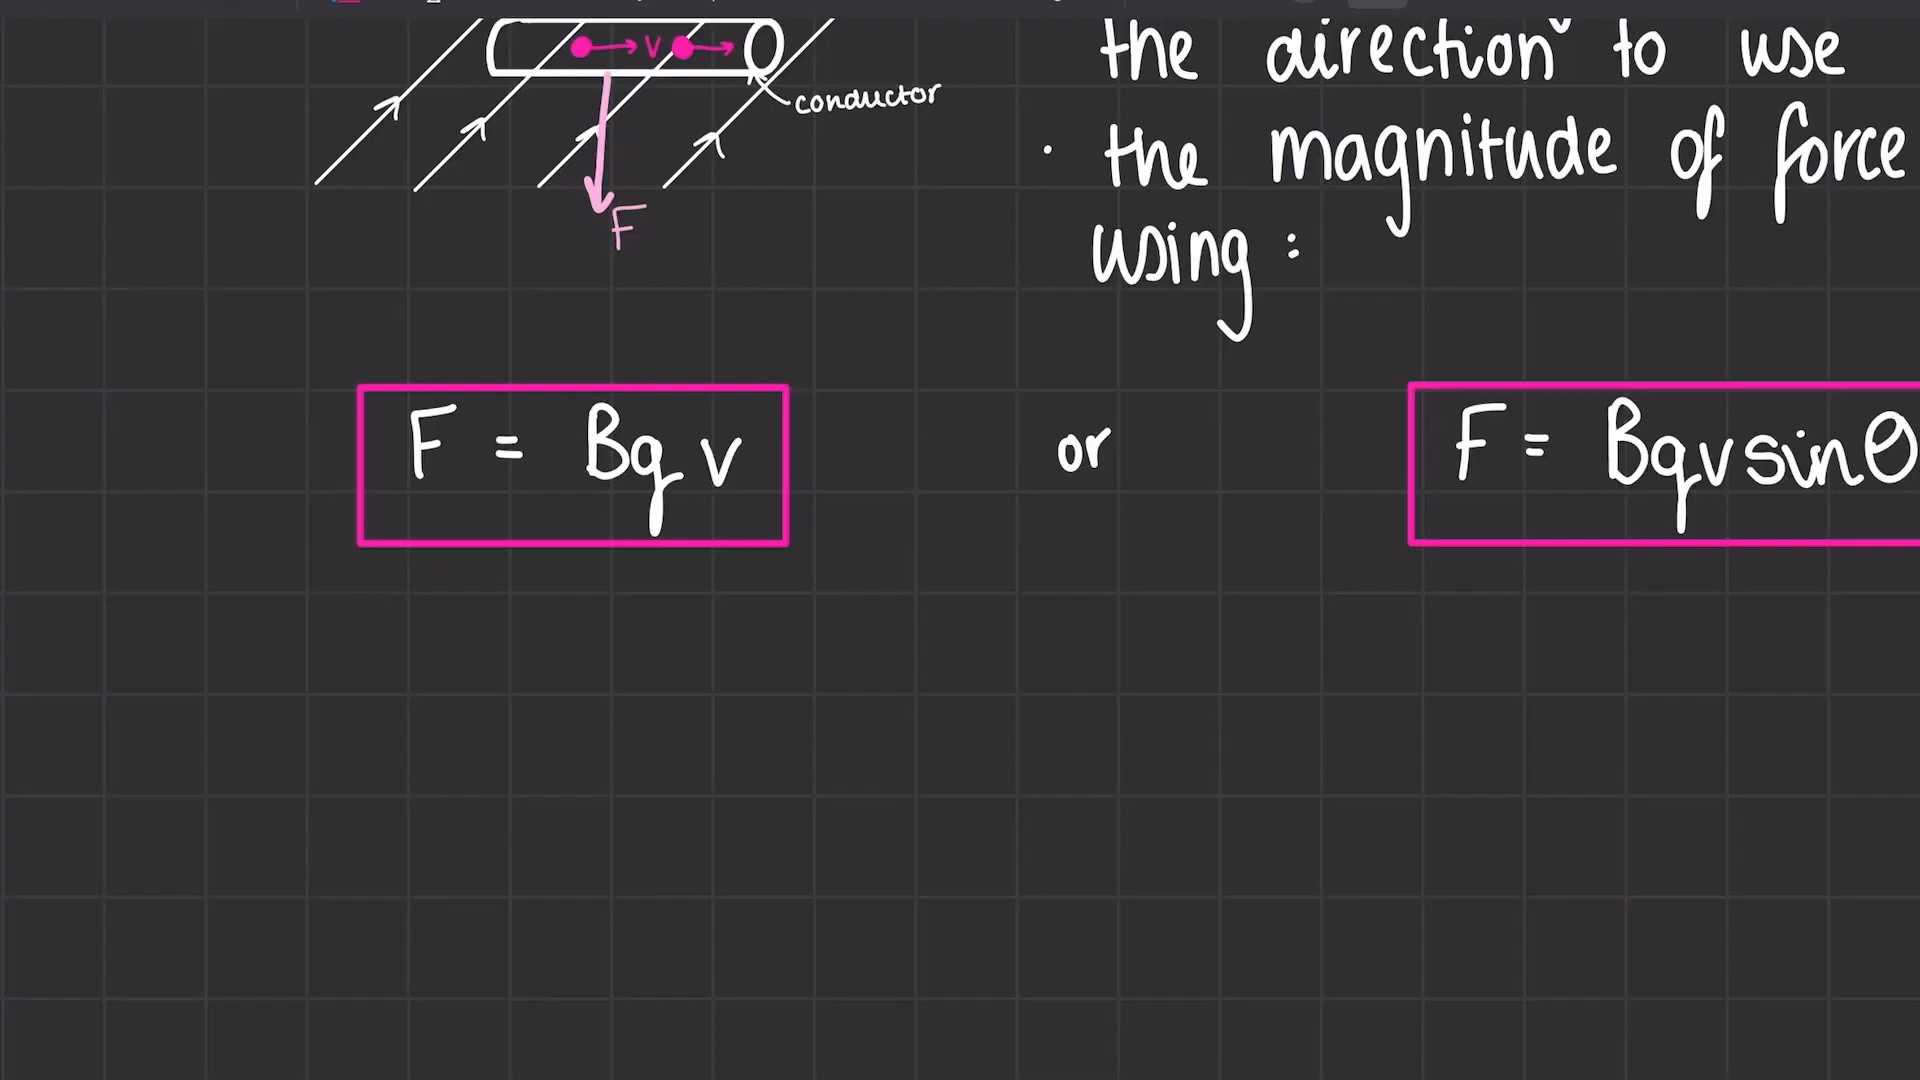 v
conductor
F
the direction to use
· the magnitude of force
using :
F = Bqv
or
F = Bqvsinθ